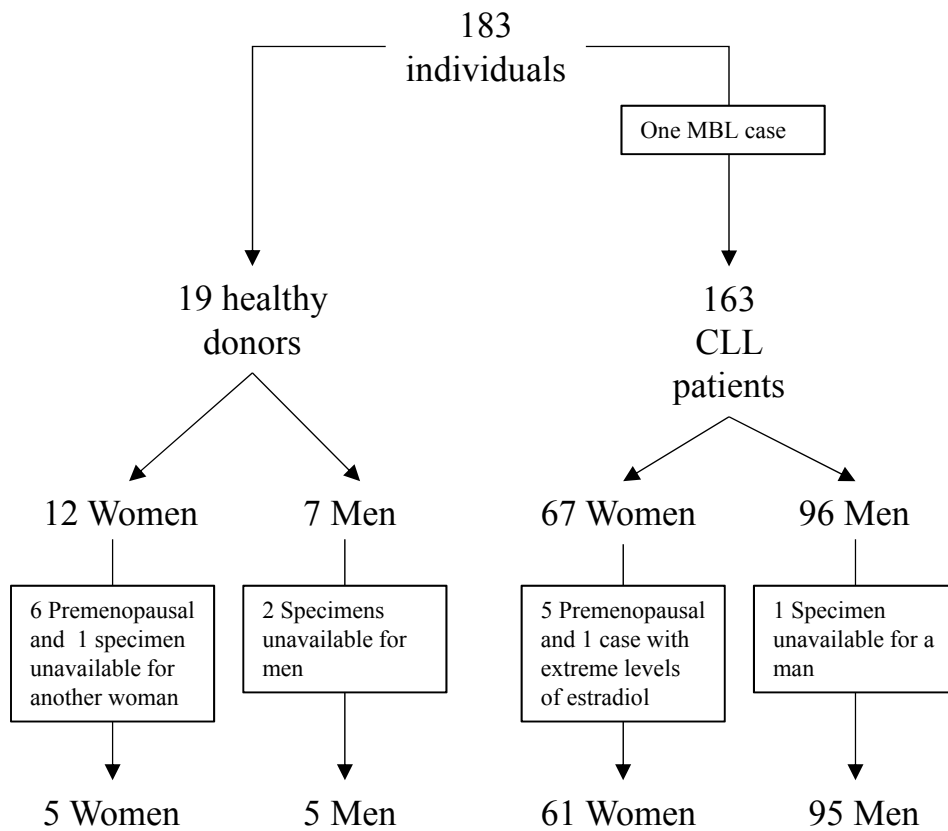 183
individuals
One MBL case
19 healthy
donors
163
CLL
patients
12 Women
7 Men
67 Women
96 Men
6 Premenopausal
and 1 specimen
unavailable for
another woman
2 Specimens
unavailable for
men
5 Premenopausal
and 1 case with
extreme levels
of estradiol
1 Specimen
unavailable for a
man
5 Women
5 Men
61 Women
95 Men